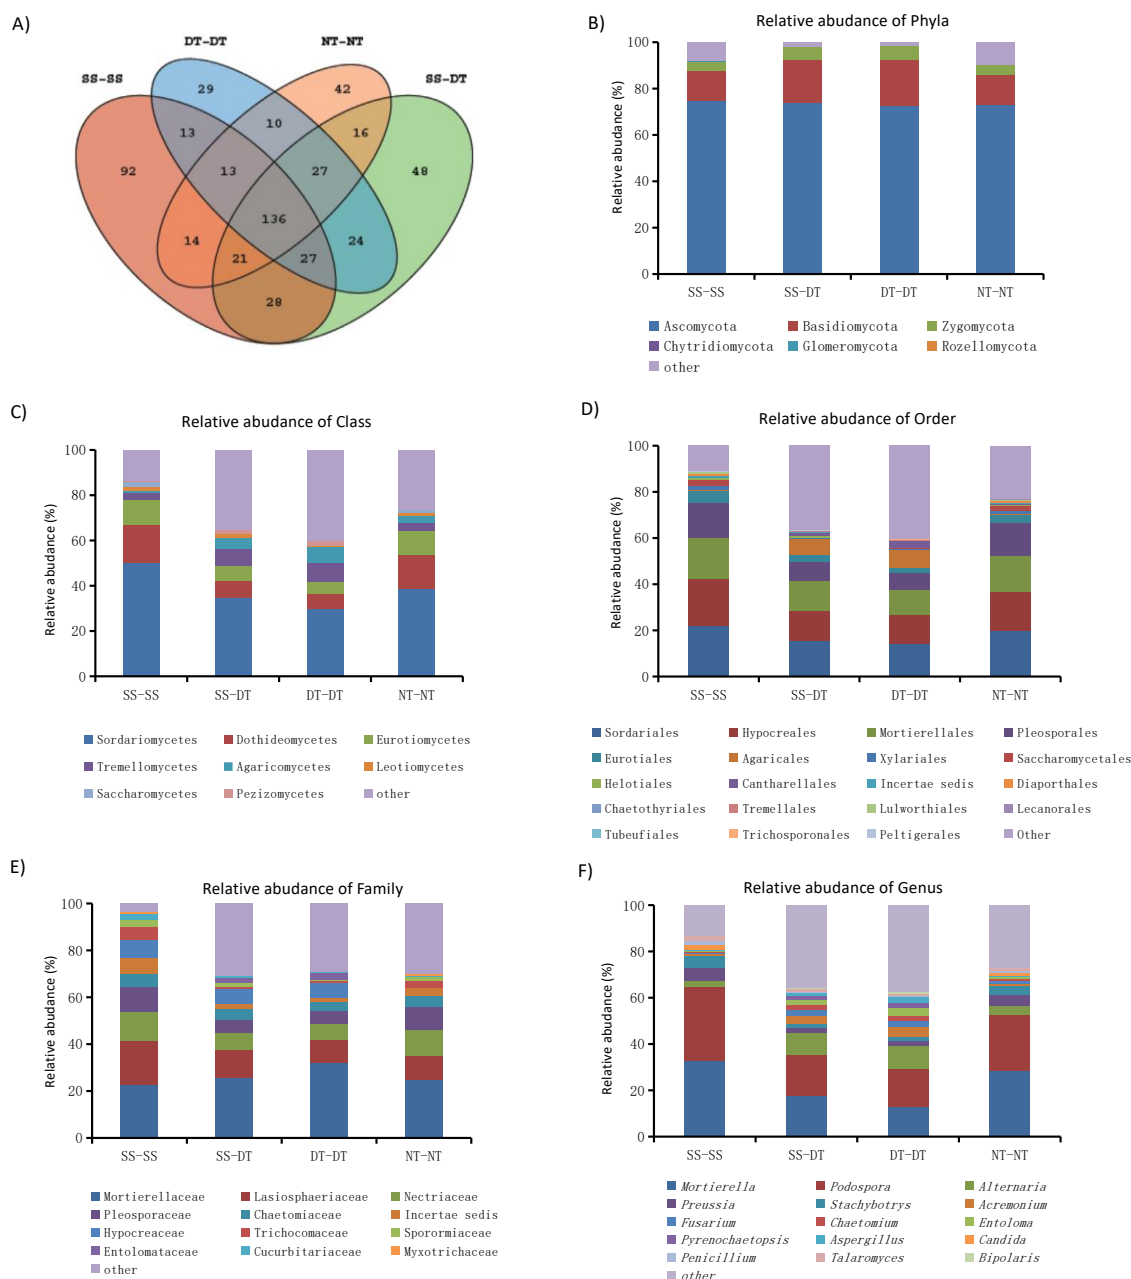 A)
DT-DT
NT-NT
SS-SS
SS-DT
29
42
10
16
13
92
13
27
48
136
14
21
27
24
28
B)
Relative abudance of Phyla
Relative abudance (%)
100
80
60
40
20
0
SS-SS SS-DT DT-DT NT-NT
Ascomycota Basidiomycota Zygomycota
Chytridiomycota Glomeromycota Rozellomycota
other
C)
Relative abudance of Class
Relative abudance (%)
100
80
60
40
20
0
SS-SS SS-DT DT-DT NT-NT
Sordariomycetes Dothideomycetes Eurotiomycetes
Tremellomycetes Agaricomycetes Leotiomycetes
Saccharomycetes Pezizomycetes other
D)
Relative abudance of Order
Relative abudance (%)
100
80
60
40
20
0
SS-SS SS-DT DT-DT NT-NT
Sordariales Hypocreales Mortierellales Pleosporales
Eurotiales Agaricales Xylariales Saccharomycetales
Helotiales Cantharellales Incertae sedis Diaporthales
Chaetothyriales Tremellales Lulworthiales Lecanorales
Tubeufiales Trichosporonales Peltigerales Other
E)
Relative abudance of Family
Relative abudance (%)
100
80
60
40
20
0
SS-SS SS-DT DT-DT NT-NT
Mortierellaceae Lasiosphaeriaceae Nectriaceae
Pleosporaceae Chaetomiaceae Incertae sedis
Hypocreaceae Trichocomaceae Sporormiaceae
Entolomataceae Cucurbitariaceae Myxotrichaceae
other
F)
Relative abudance of Genus
Relative abudance (%)
100
80
60
40
20
0
SS-SS SS-DT DT-DT NT-NT
Mortierella Podospora Alternaria
Preussia Stachybotrys Acremonium
Fusarium Chaetomium Entoloma
Pyrenochaetopsis Aspergillus Candida
Penicillium Talaromyces Bipolaris
other